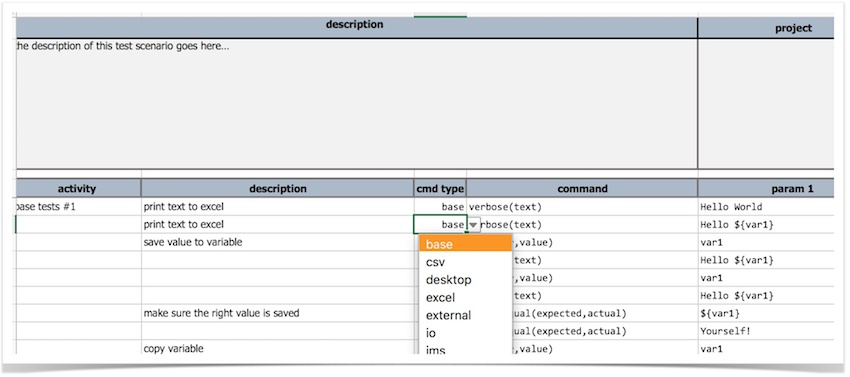 description
project
the description of this test scenario goes here...
activity description cmd type command param 1
base tests #1 print text to excel base verbose(text) Hello World
print text to excel base rbose(text) Hello ${var1}
save value to variable base ,value) var1
csv text) Hello ${var1}
desktop ,value) var1
excel text) Hello ${var1}
make sure the right value is saved external ual(expected,actual) ${var1}
io ual(expected,actual) Yourself!
copy variable jms ,value) var1